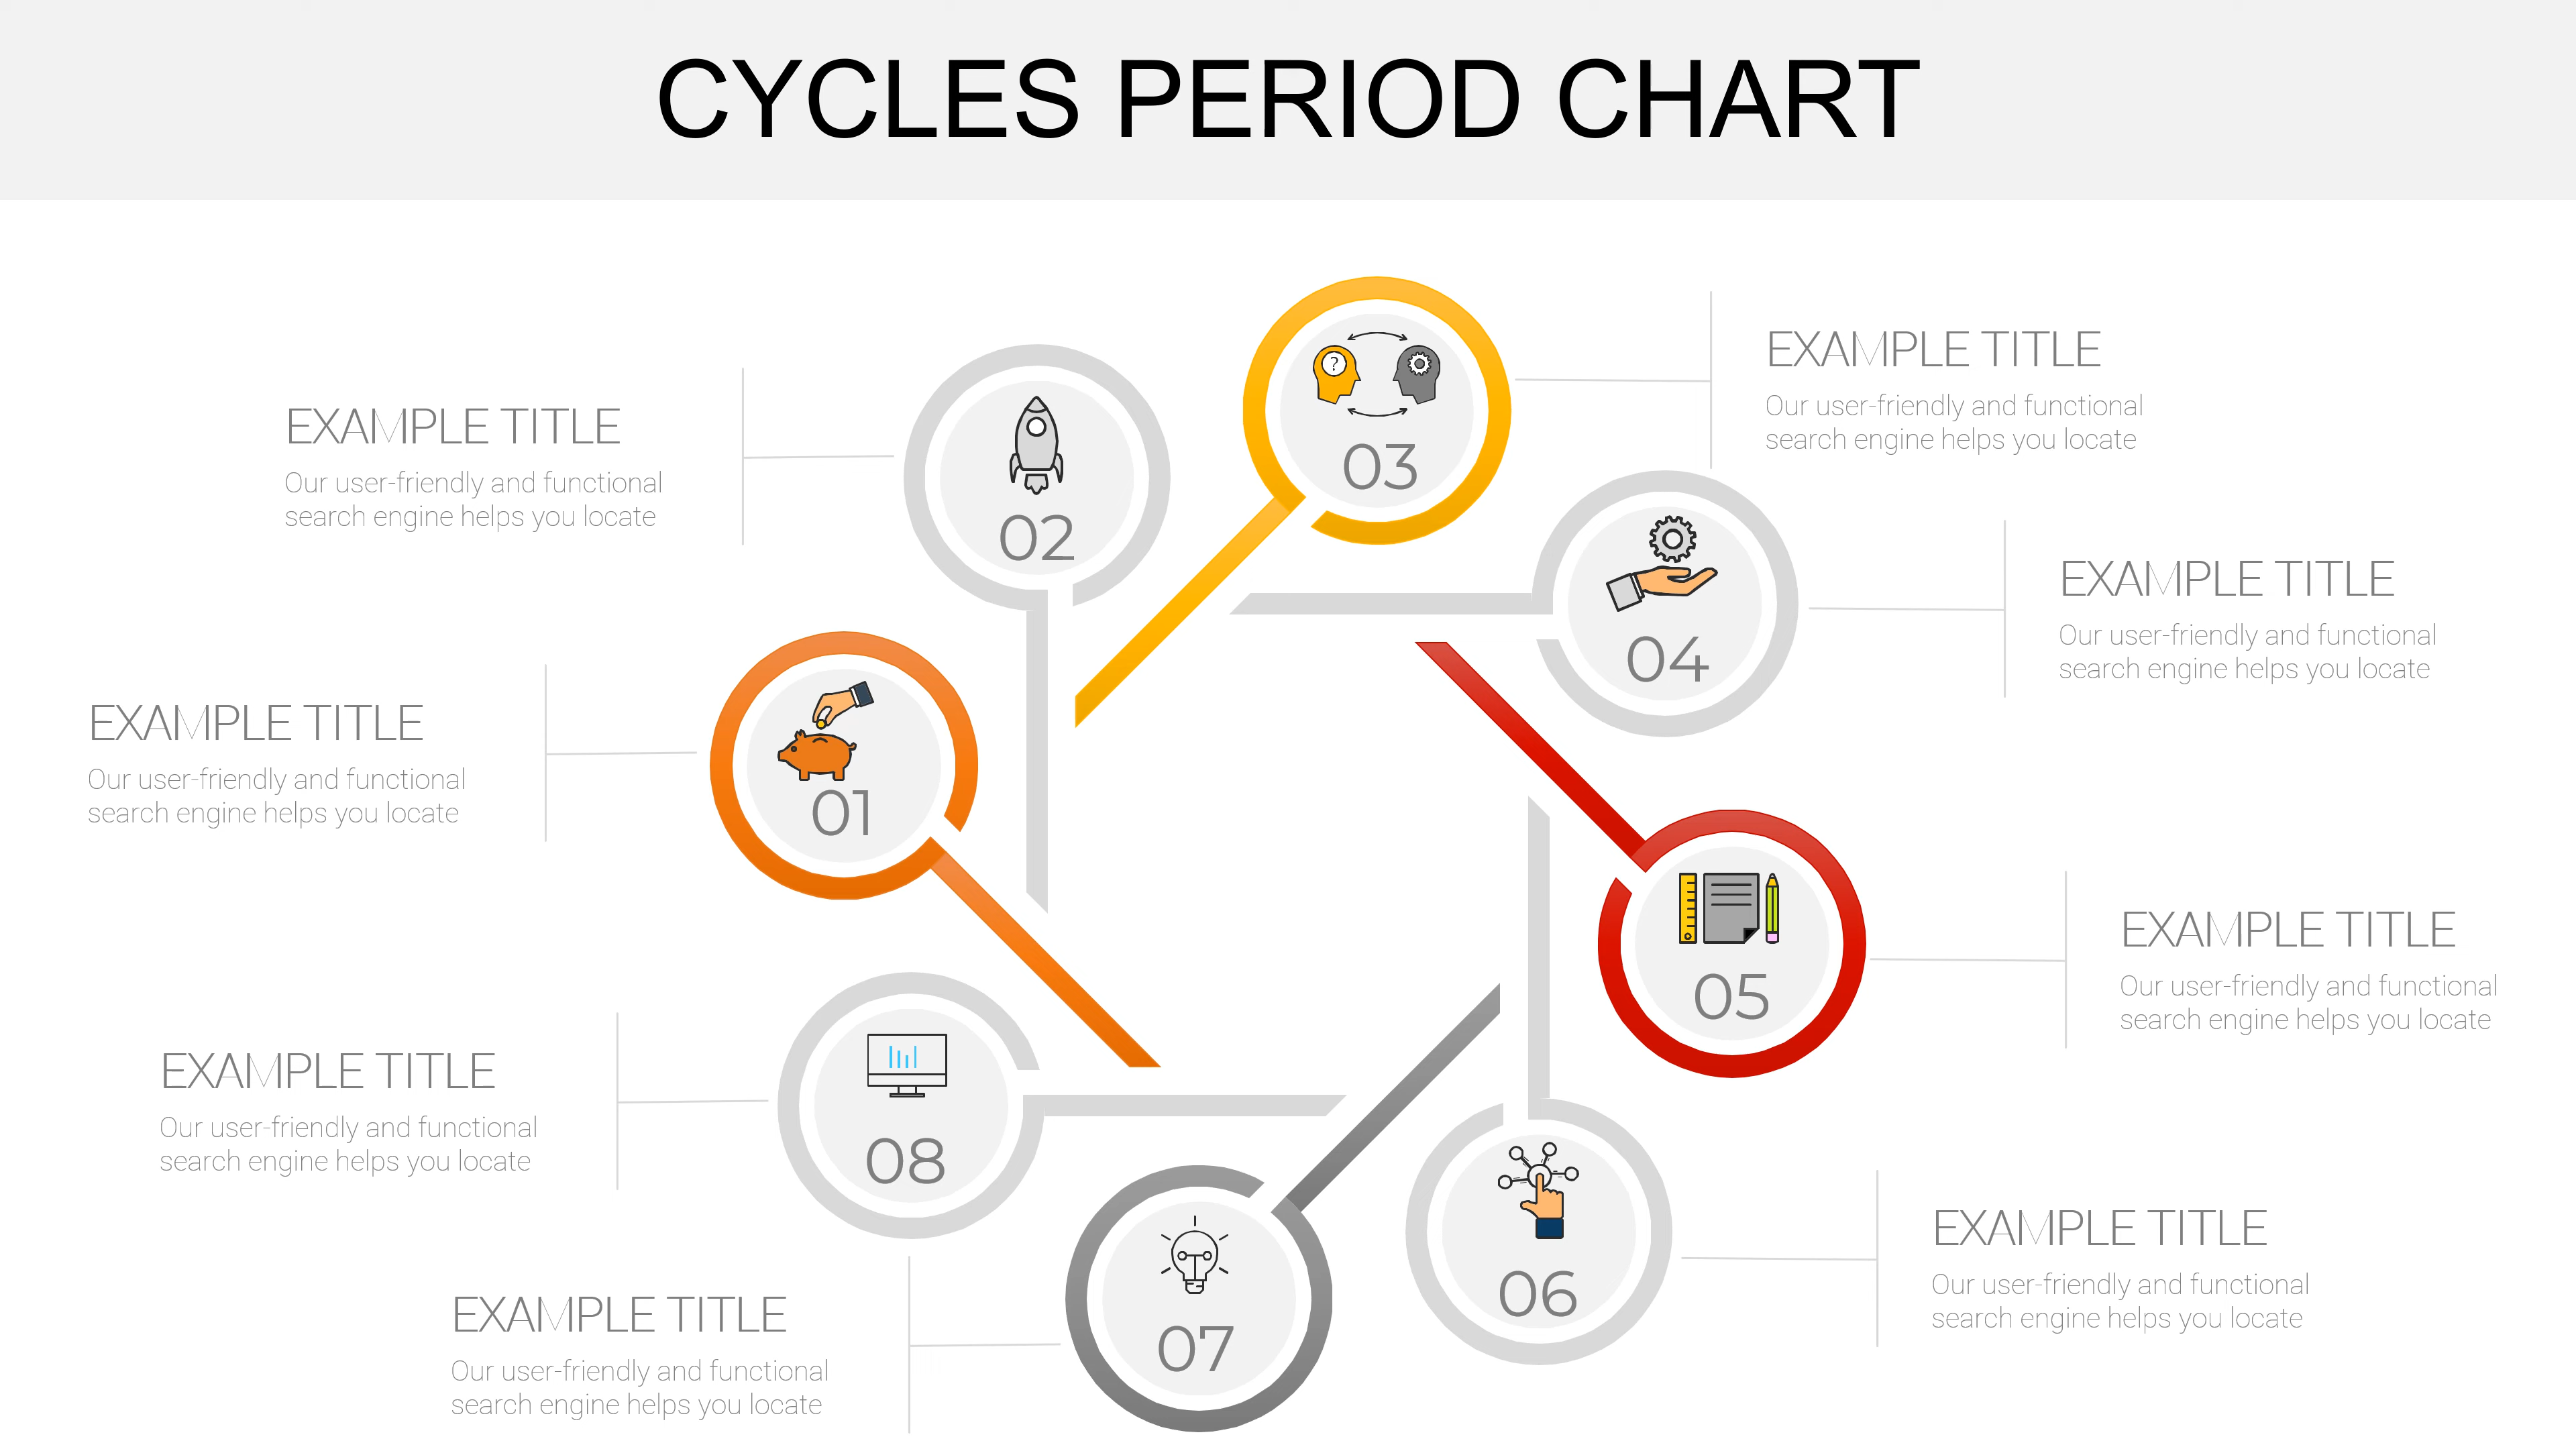 CYCLES PERIOD CHART
EXAMPLE TITLE
Our user-friendly and functional
search engine helps you locate
01
EXAMPLE TITLE
Our user-friendly and functional
search engine helps you locate
02
EXAMPLE TITLE
Our user-friendly and functional
search engine helps you locate
?
03
EXAMPLE TITLE
Our user-friendly and functional
search engine helps you locate
04
EXAMPLE TITLE
Our user-friendly and functional
search engine helps you locate
05
EXAMPLE TITLE
Our user-friendly and functional
search engine helps you locate
06
EXAMPLE TITLE
Our user-friendly and functional
search engine helps you locate
07
EXAMPLE TITLE
Our user-friendly and functional
search engine helps you locate
08